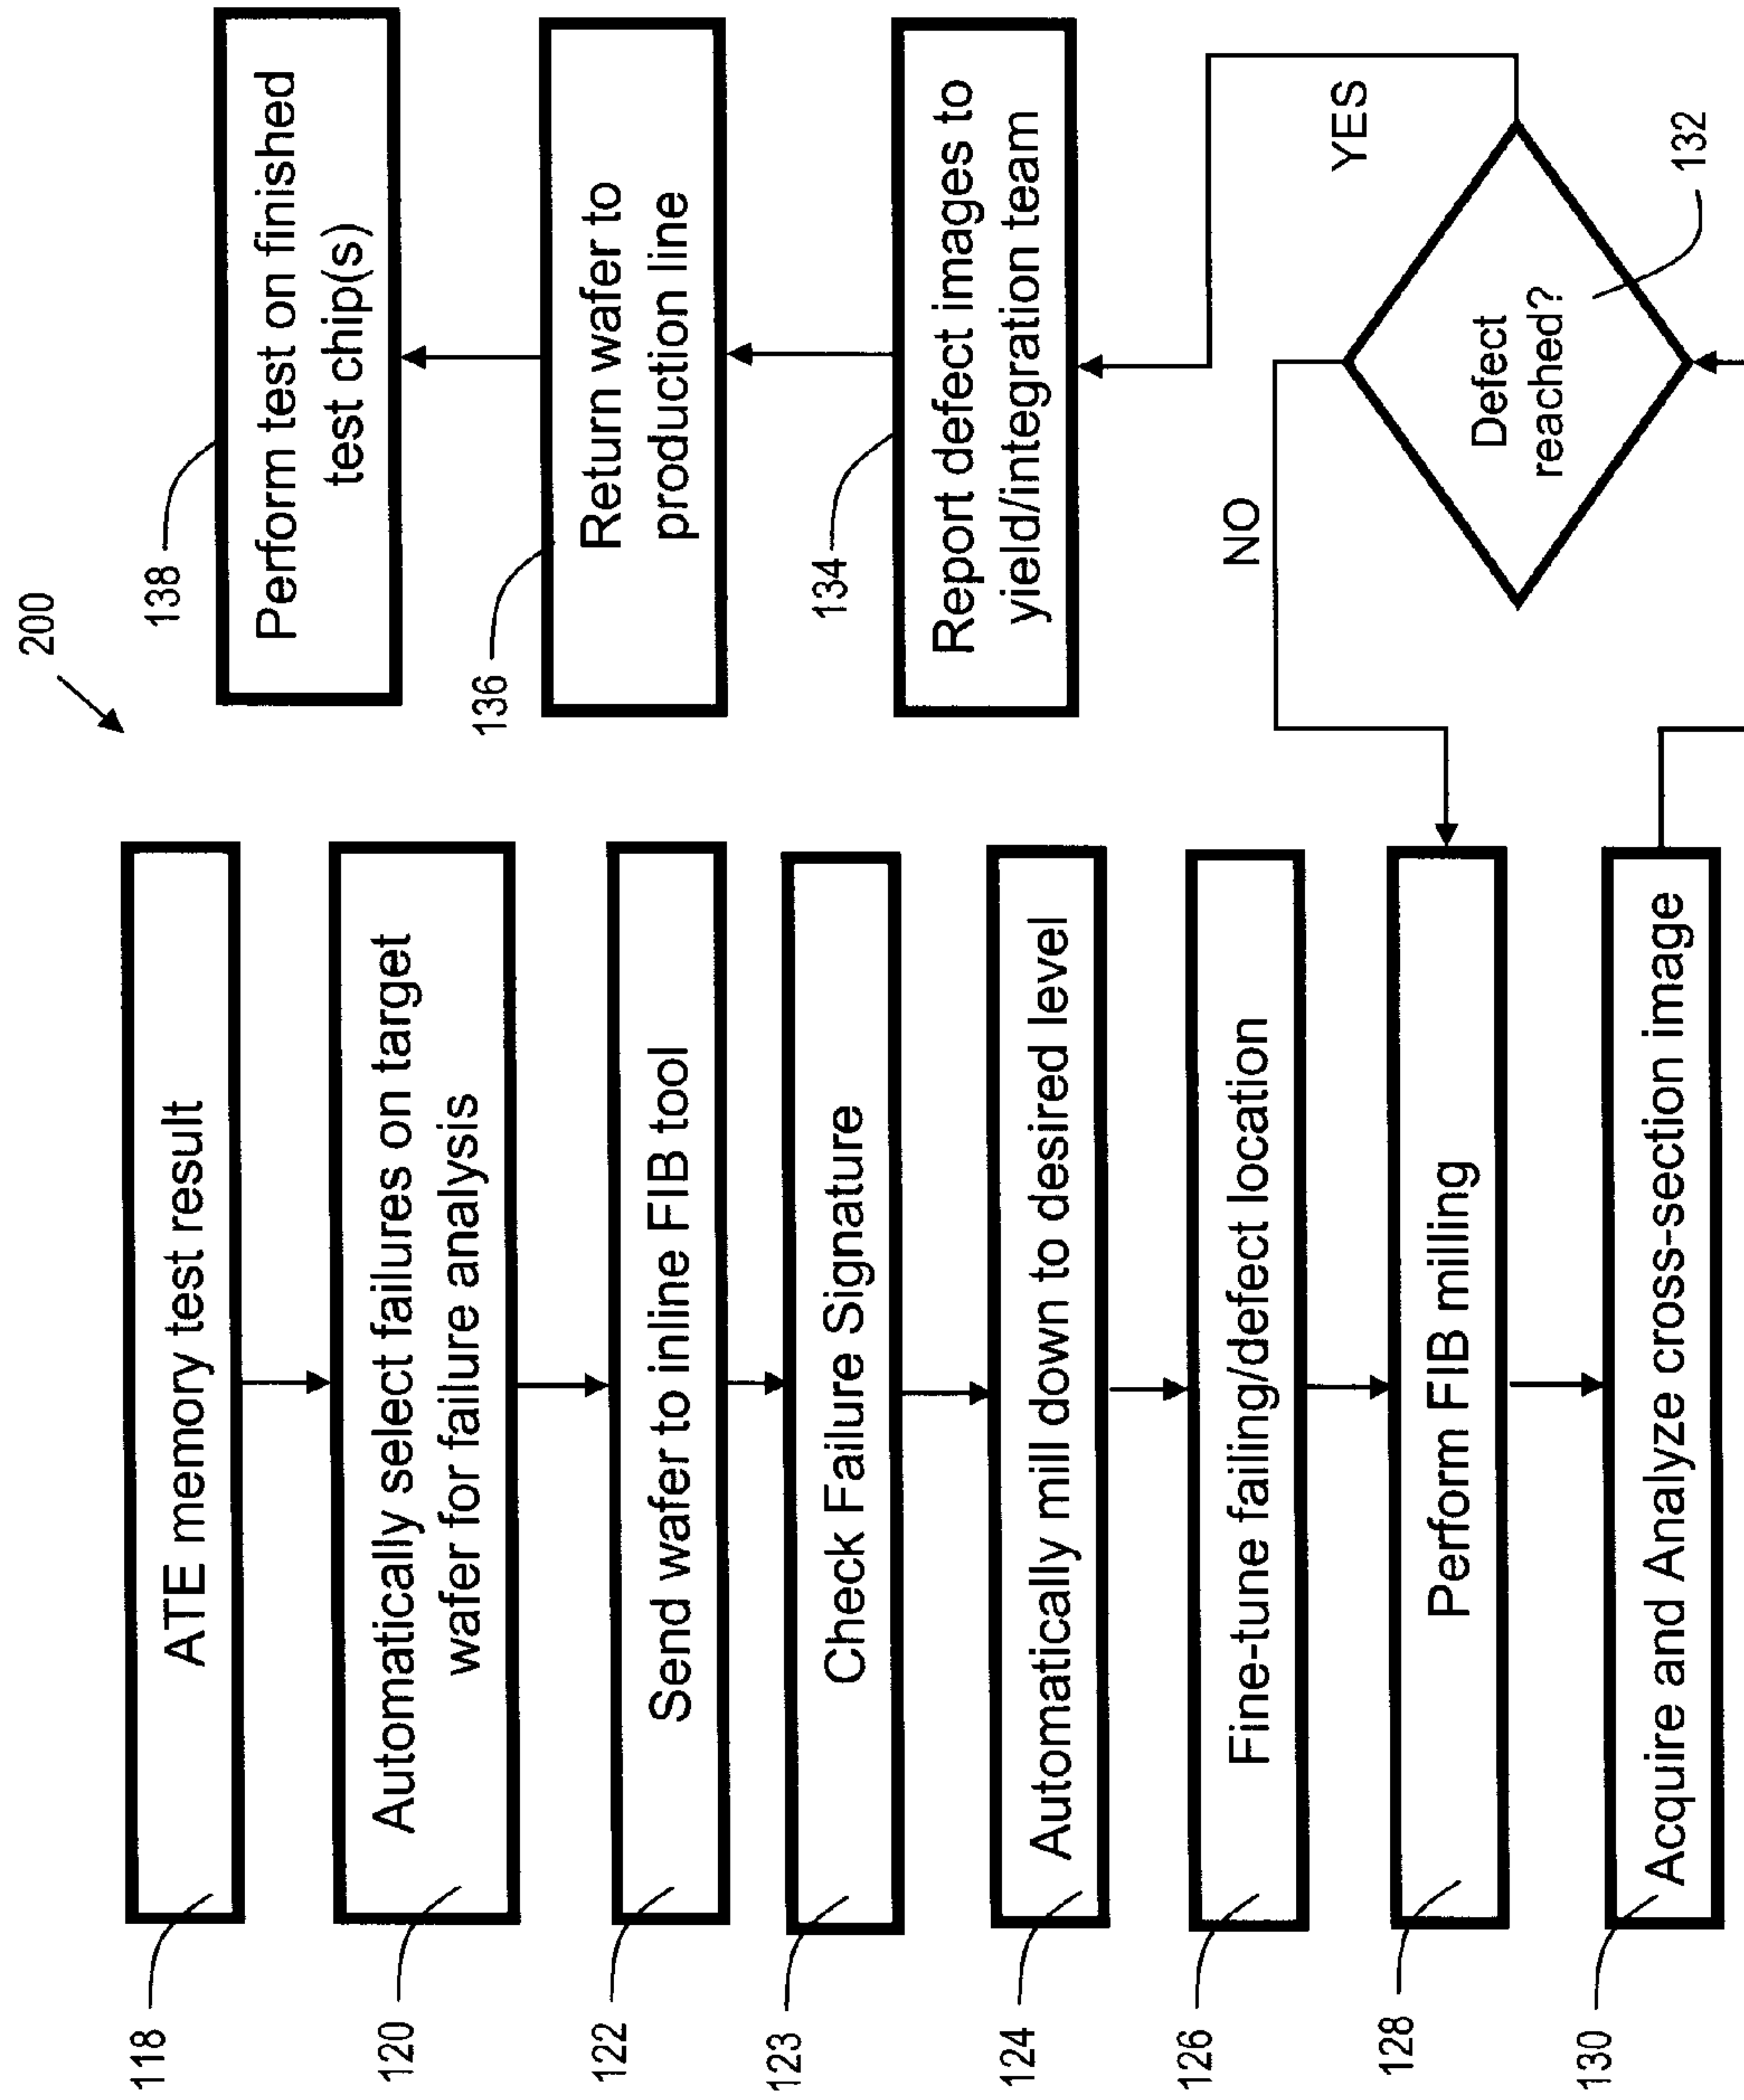 200
118
ATE memory test result
120
Automatically select failures on target
wafer for failure analysis
122
Send wafer to inline FIB tool
123
Check Failure Signature
124
Automatically mill down to desired level
126
Fine-tune failing/defect location
128
Perform FIB milling
130
Acquire and Analyze cross-section image
138
Perform test on finished
test chip(s)
136
Return wafer to
production line
134
Report defect images to
yield/integration team
NO
YES
Defect
reached?
132